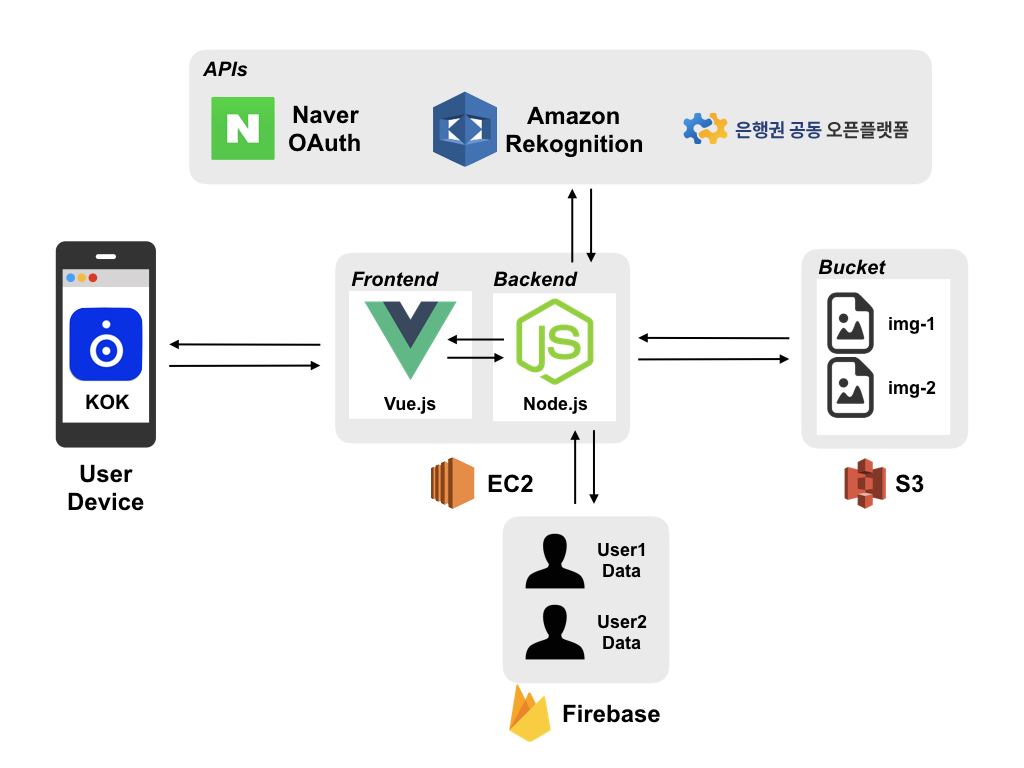 APIs
N
Naver
OAuth
Amazon
Rekognition
은행권 공동 오픈플랫폼
Frontend
Backend
Bucket
JS
img-1
img-2
KOK
Vue.js
Node.js
User
Device
EC2
S3
User1
Data
User2
Data
Firebase